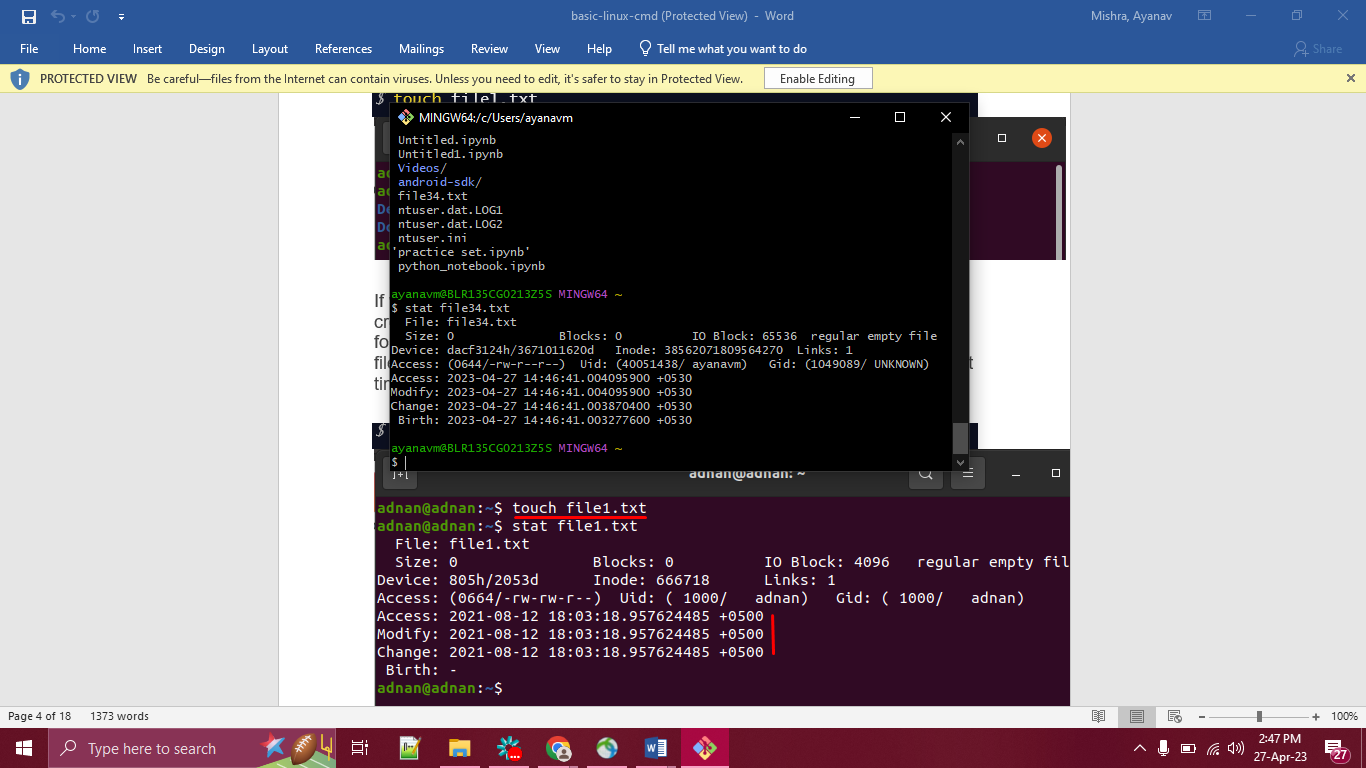 basic-linux-cmd (Protected View) - Word
Mishra, Ayanav
File Home Insert Design Layout References Mailings Review View Help Tell me what you want to do Share
PROTECTED VIEW Be careful—files from the Internet can contain viruses. Unless you need to edit, it's safer to stay in Protected View. Enable Editing
$ touch file1.txt
MINGW64:/c/Users/ayanavm
Untitled.ipynb
Untitled1.ipynb
Videos/
android-sdk/
file34.txt
ntuser.dat.LOG1
ntuser.dat.LOG2
ntuser.ini
'practice set.ipynb'
python_notebook.ipynb
ayanavm@BLR135CGO213Z5S MINGW64 ~
$ stat file34.txt
File: file34.txt
Size: 0 Blocks: 0 IO Block: 65536 regular empty file
Device: dacf3124h/3671011620d Inode: 38562071809564270 Links: 1
Access: (0644/-rw-r--r--) Uid: (40051438/ ayanavm) Gid: (1049089/ UNKNOWN)
Access: 2023-04-27 14:46:41.004095900 +0530
Modify: 2023-04-27 14:46:41.004095900 +0530
Change: 2023-04-27 14:46:41.003870400 +0530
Birth: 2023-04-27 14:46:41.003277600 +0530
ayanavm@BLR135CGO213Z5S MINGW64 ~
$
If
adnan@adnan: ~
adnan@adnan:~$ touch file1.txt
adnan@adnan:~$ stat file1.txt
File: file1.txt
Size: 0 Blocks: 0 IO Block: 4096 regular empty fil
Device: 805h/2053d Inode: 666718 Links: 1
Access: (0664/-rw-rw-r--) Uid: ( 1000/ adnan) Gid: ( 1000/ adnan)
Access: 2021-08-12 18:03:18.957624485 +0500
Modify: 2021-08-12 18:03:18.957624485 +0500
Change: 2021-08-12 18:03:18.957624485 +0500
Birth: -
adnan@adnan:~$
Page 4 of 18 1373 words
100%
Type here to search
2:47 PM
27-Apr-23
27